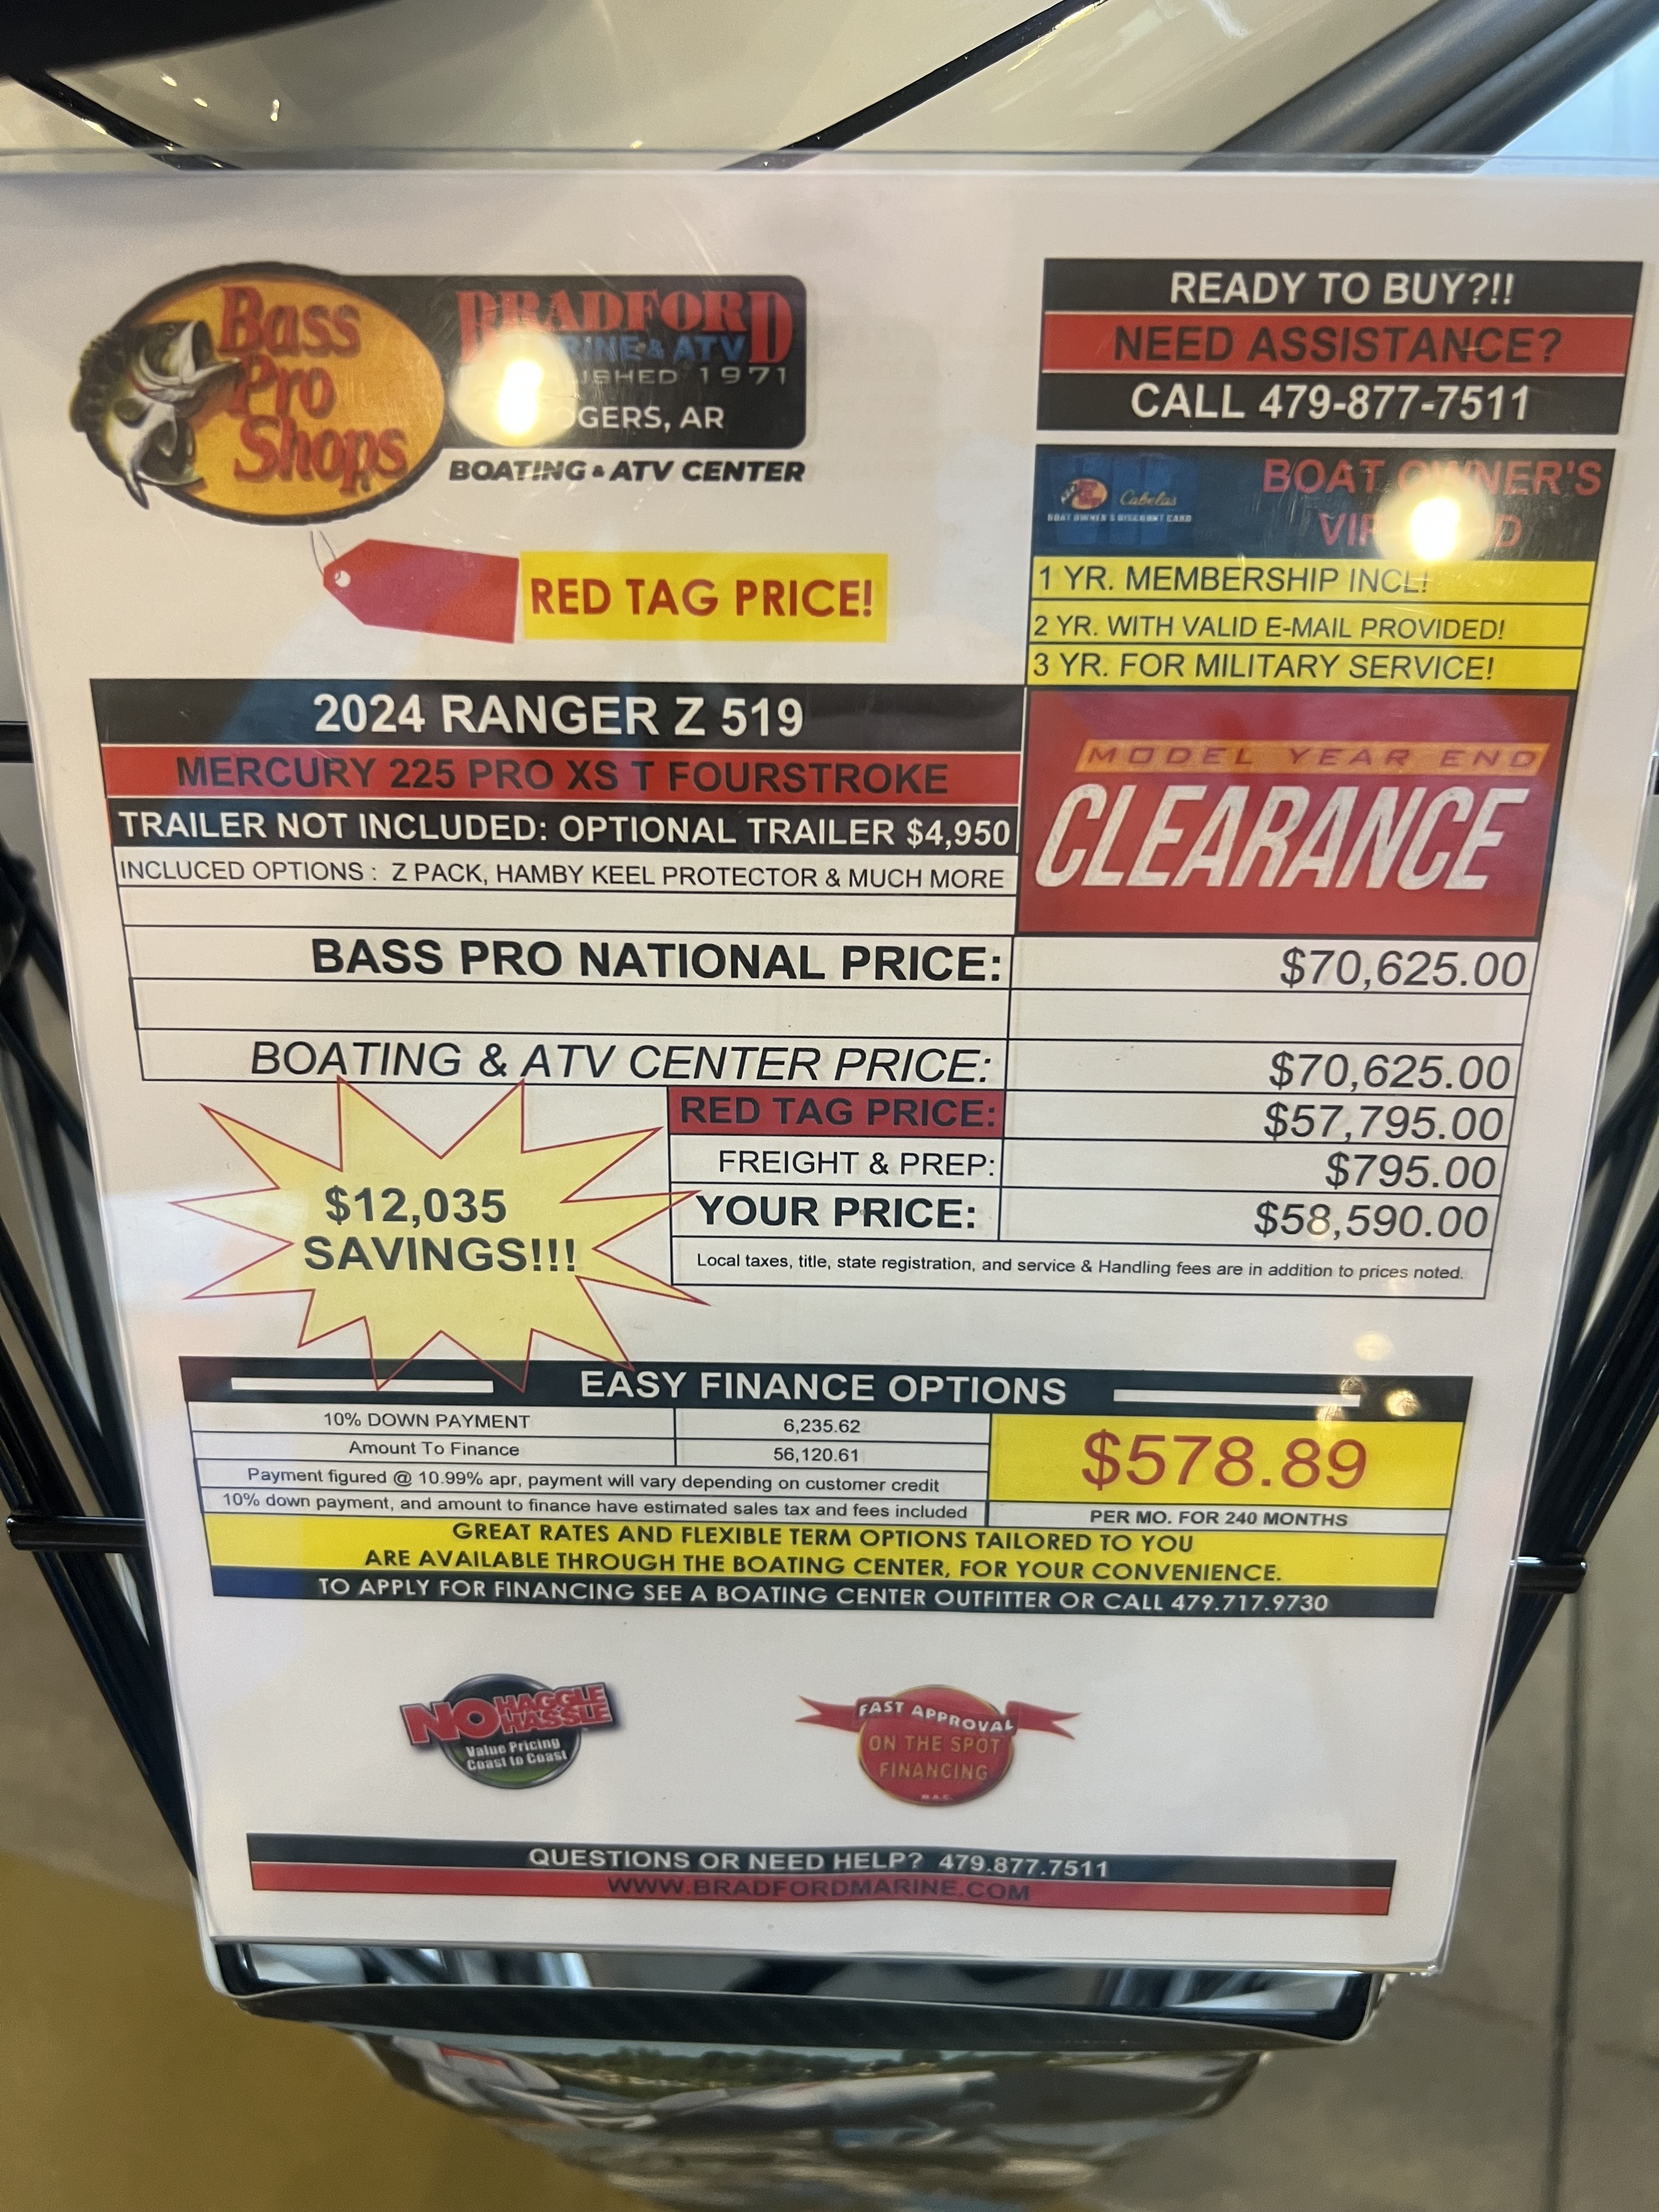 Bass
Pro
Shops
BRADFORD
& ATV
1971
AR
BOATING & ATV CENTER
READY TO BUY?!!
NEED ASSISTANCE?
CALL 479-877-7511
Cabela's
BOAT OWNER'S DISCOUNT CARD
BOAT OWNER'S
RED TAG PRICE!
1 YR. MEMBERSHIP INCL!
2 YR. WITH VALID E-MAIL PROVIDED!
3 YR. FOR MILITARY SERVICE!
2024 RANGER Z 519
MERCURY 225 PRO XS T FOURSTROKE
TRAILER NOT INCLUDED: OPTIONAL TRAILER $4,950
INCLUCED OPTIONS : Z PACK, HAMBY KEEL PROTECTOR & MUCH MORE
MODEL YEAR END
CLEARANCE
BASS PRO NATIONAL PRICE: $70,625.00
BOATING & ATV CENTER PRICE: $70,625.00
RED TAG PRICE: $57,795.00
FREIGHT & PREP: $795.00
YOUR PRICE: $58,590.00
Local taxes, title, state registration, and service & Handling fees are in addition to prices noted.
$12,035
SAVINGS!!!
EASY FINANCE OPTIONS
10% DOWN PAYMENT 6,235.62
Amount To Finance 56,120.61
Payment figured @ 10.99% apr, payment will vary depending on customer credit
10% down payment, and amount to finance have estimated sales tax and fees included
$578.89
PER MO. FOR 240 MONTHS
GREAT RATES AND FLEXIBLE TERM OPTIONS TAILORED TO YOU
ARE AVAILABLE THROUGH THE BOATING CENTER, FOR YOUR CONVENIENCE.
TO APPLY FOR FINANCING SEE A BOATING CENTER OUTFITTER OR CALL 479.717.9730
NO HAGGLE
HASSLE
Value Pricing
Coast to Coast
FAST APPROVAL
ON THE SPOT
FINANCING
QUESTIONS OR NEED HELP? 479.877.7511
WWW.BRADFORDMARINE.COM